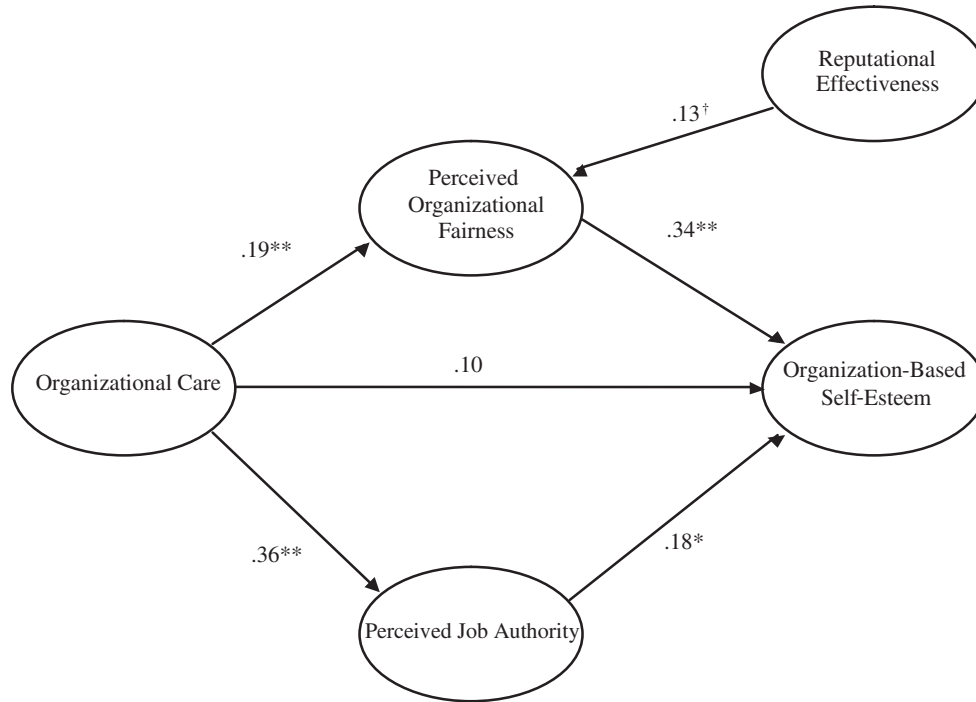 Reputational
Effectiveness
.13†
Perceived
Organizational
Fairness
.34**
.19**
Organizational Care
.10
Organization-Based
Self-Esteem
.36**
.18*
Perceived Job Authority